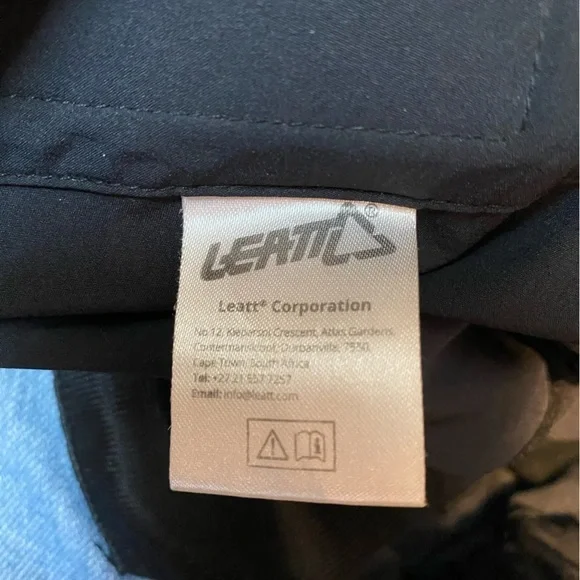 LEATT®
Leatt® Corporation
No 12, Kiepersol Crescent, Atlas Gardens,
Contermanskloof, Durbanville, 7550,
Cape Town, South Africa
Tel: +27 21 557 7257
Email: info@leatt.com